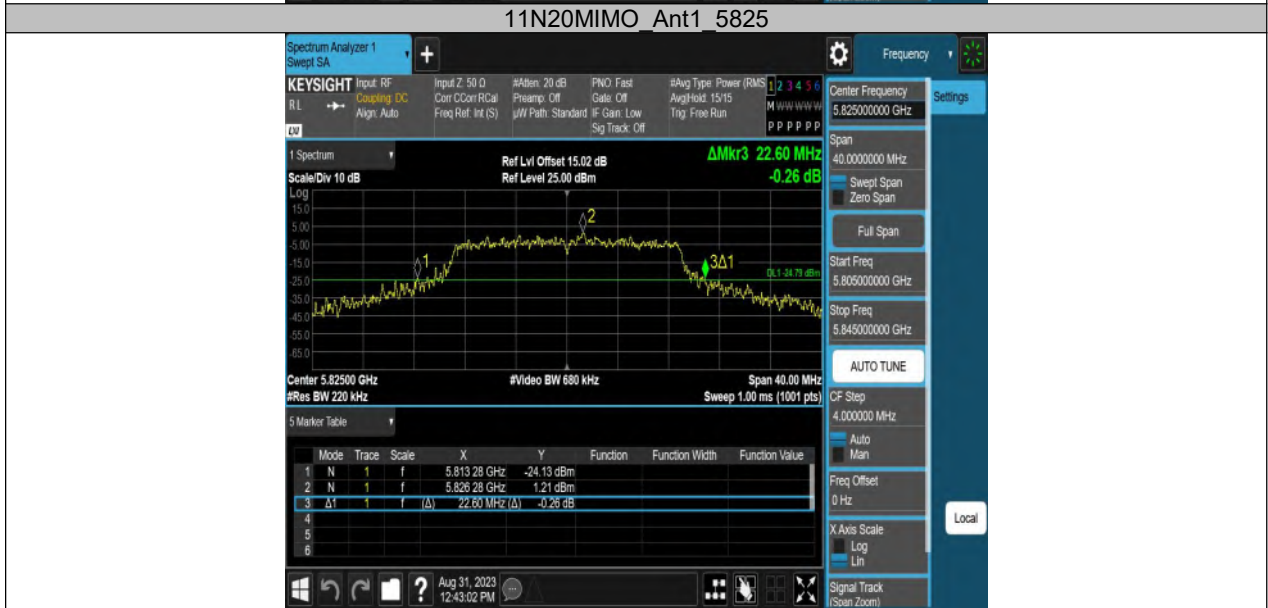 11N20MIMO_Ant1_5825
Spectrum Analyzer 1
Swept SA
+
Frequency
KEYSIGHT
RL
LXI
Input: RF
Coupling: DC
Align: Auto
Input Z: 50 Ω
Corr CCorr RCal
Freq Ref: Int (S)
#Atten: 20 dB
Preamp: Off
µW Path: Standard
PNO: Fast
Gate: Off
IF Gain: Low
Sig Track: Off
#Avg Type: Power (RMS
Avg|Hold: 15/15
Trig: Free Run
1 2 3 4 5 6
M W W W W W
P P P P P P
Center Frequency
5.825000000 GHz
Settings
Span
40.0000000 MHz
Swept Span
Zero Span
Full Span
Start Freq
5.805000000 GHz
Stop Freq
5.845000000 GHz
AUTO TUNE
CF Step
4.000000 MHz
Auto
Man
Freq Offset
0 Hz
X Axis Scale
Log
Lin
Signal Track
(Span Zoom)
Local
1 Spectrum
Scale/Div 10 dB
Ref Lvl Offset 15.02 dB
Ref Level 25.00 dBm
ΔMkr3 22.60 MHz
-0.26 dB
Log
15.0
5.00
-5.00
-15.0
-25.0
-35.0
-45.0
-55.0
-65.0
1
2
3Δ1
DL1 -24.79 dBm
Center 5.82500 GHz
#Res BW 220 kHz
#Video BW 680 kHz
Span 40.00 MHz
Sweep 1.00 ms (1001 pts)
5 Marker Table
Mode Trace Scale X Y Function Function Width Function Value
1 N 1 f 5.813 28 GHz -24.13 dBm
2 N 1 f 5.826 28 GHz 1.21 dBm
3 Δ1 1 f (Δ) 22.60 MHz (Δ) -0.26 dB
4
5
6
?
Aug 31, 2023
12:43:02 PM